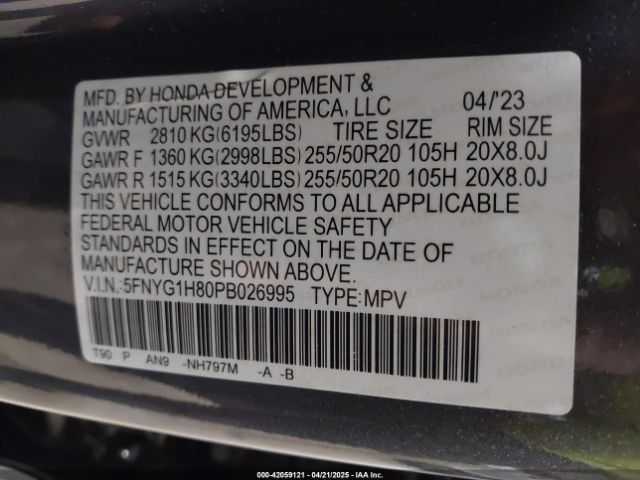 MFD. BY HONDA DEVELOPMENT &
MANUFACTURING OF AMERICA, LLC 04/'23
GVWR 2810 KG(6195LBS) TIRE SIZE RIM SIZE
GAWR F 1360 KG(2998LBS) 255/50R20 105H 20X8.0J
GAWR R 1515 KG(3340LBS) 255/50R20 105H 20X8.0J
THIS VEHICLE CONFORMS TO ALL APPLICABLE
FEDERAL MOTOR VEHICLE SAFETY
STANDARDS IN EFFECT ON THE DATE OF
MANUFACTURE SHOWN ABOVE.
V.I.N.:5FNYG1H80PB026995 TYPE:MPV
T90 P AN9 -NH797M -A -B
000-42059121 - 04/21/2025 - IAA Inc.